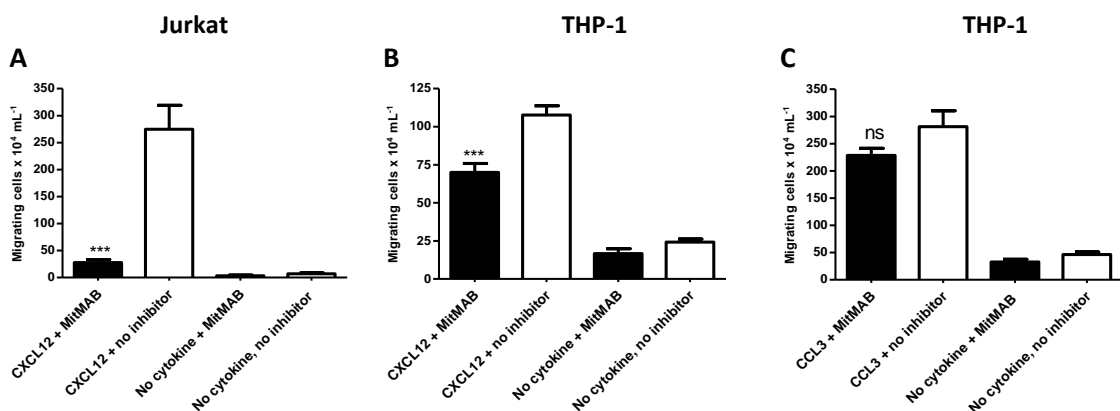 Jurkat
THP-1
THP-1
A
B
C
Migrating cells x 10⁴ mL⁻¹
350
300
250
200
150
100
50
0
***
CXCL12 + MitMAB
CXCL12 + no inhibitor
No cytokine + MitMAB
No cytokine, no inhibitor
Migrating cells x 10⁴ mL⁻¹
125
100
75
50
25
0
***
CXCL12 + MitMAB
CXCL12 + no inhibitor
No cytokine + MitMAB
No cytokine, no inhibitor
Migrating cells x 10⁴ mL⁻¹
350
300
250
200
150
100
50
0
ns
CCL3 + MitMAB
CCL3 + no inhibitor
No cytokine + MitMAB
No cytokine, no inhibitor